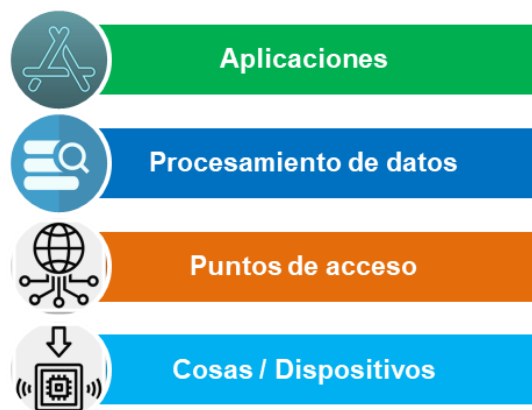 Aplicaciones
Procesamiento de datos
Puntos de acceso
Cosas / Dispositivos